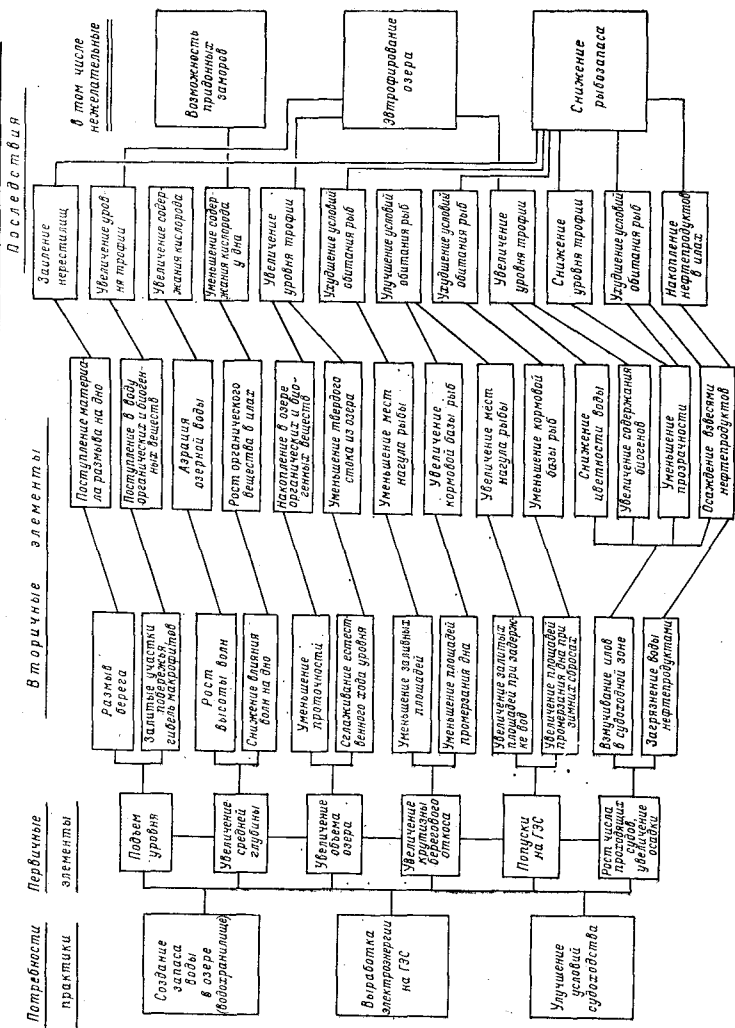 Потребности
практики
Первичные
элементы
Вторичные элементы
Последствия
в том числе
нежелательные
Создание
запаса
воды
в озере
(водохранилище)
Выработка
электроэнергии
на ГЭС
Улучшение
условий
судоходства
Подъем
уровня
Увеличение
средней
глубины
Увеличение
объема
озера
Увеличение
крутизны
берегового
откоса
Попуски
на ГЭС
Рост числа
проходящих
судов,
увеличение
осадки
Размыв
берега
Залитые участки
побережья,
гибель макрофитов
Рост
высоты волн
Снижение влияния
волн на дно
Уменьшение
проточности
Сглаживание естест-
венного хода уровня
Уменьшение заливных
площадей
Уменьшение площадей
промерзания дна
Увеличение залитых
площадей при задерж-
ке вод
Увеличение площадей
промерзания дна при
зимних сбросах
Взмучивание илов
в судоходной зоне
Загрязнение воды
нефтепродуктами
Поступление материа-
ла размыва на дно
Поступление в воду
органических и биоген-
ных веществ
Аэрация
озерной воды
Рост органического
вещества в илах
Накопление в озере
органических и био-
генных веществ
Уменьшение твердого
стока из озера
Уменьшение мест
нагула рыбы
Увеличение
кормовой базы рыб
Увеличение мест
нагула рыбы
Уменьшение кормовой
базы рыб
Снижение
цветности воды
Увеличение содержания
биогенов
Уменьшение
прозрачности
Осаждение взвесями
нефтепродуктов
Заиление
нерестилищ
Увеличение уров-
ня трофии
Увеличение содер-
жания кислорода
Уменьшение содер-
жания кислорода
у дна
Увеличение
уровня трофии
Ухудшение условий
обитания рыб
Улучшение условий
обитания рыб
Ухудшение условий
обитания рыб
Увеличение
уровня трофии
Снижение
уровня трофии
Ухудшение условий
обитания рыб
Накопление
нефтепродуктов
в илах
Возможность
придонных
заморов
Эвтрофирование
озера
Снижение
рыбозапаса